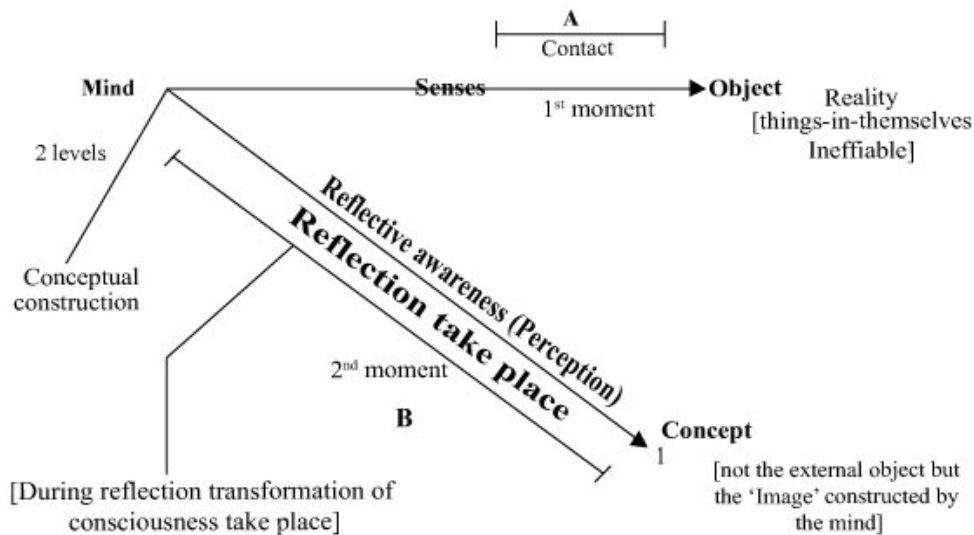 A
Contact
Mind
Senses
Object
1st moment
Reality
[things-in-themselves
Ineffiable]
2 levels
Reflective awareness (Perception)
Reflection take place
Conceptual
construction
2nd moment
B
Concept
1
[not the external object but
the ‘Image’ constructed by
the mind]
[During reflection transformation of
consciousness take place]